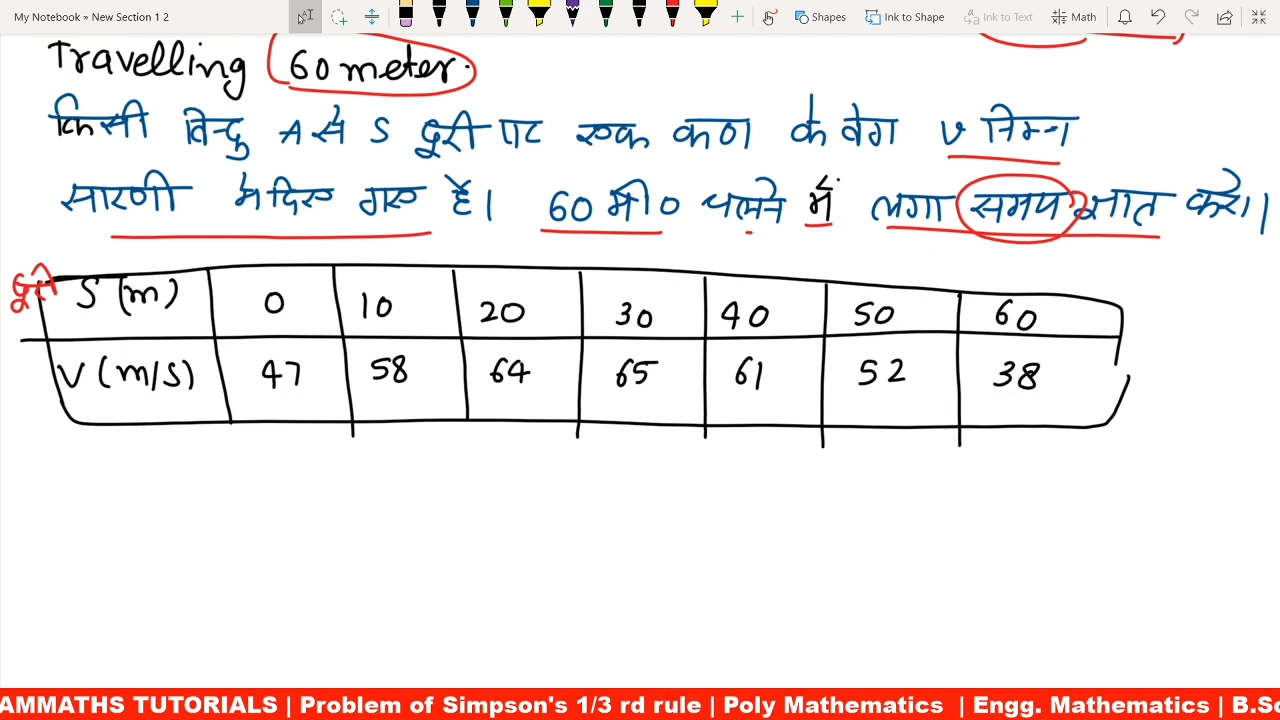 My Notebook » New Section 1 2
Shapes Ink to Shape Ink to Text Math
Travelling 60 meter.
किसी बिन्दु A से S दूरी पर एक कण के वेग v निम्न
सारणी में दिए गए हैं। 60 मी० चलने में लगा समय ज्ञात करे।
दूरी S (m) 0 10 20 30 40 50 60
V (m/s) 47 58 64 65 61 52 38
AMMATHS TUTORIALS | Problem of Simpson's 1/3 rd rule | Poly Mathematics | Engg. Mathematics | B.Sc